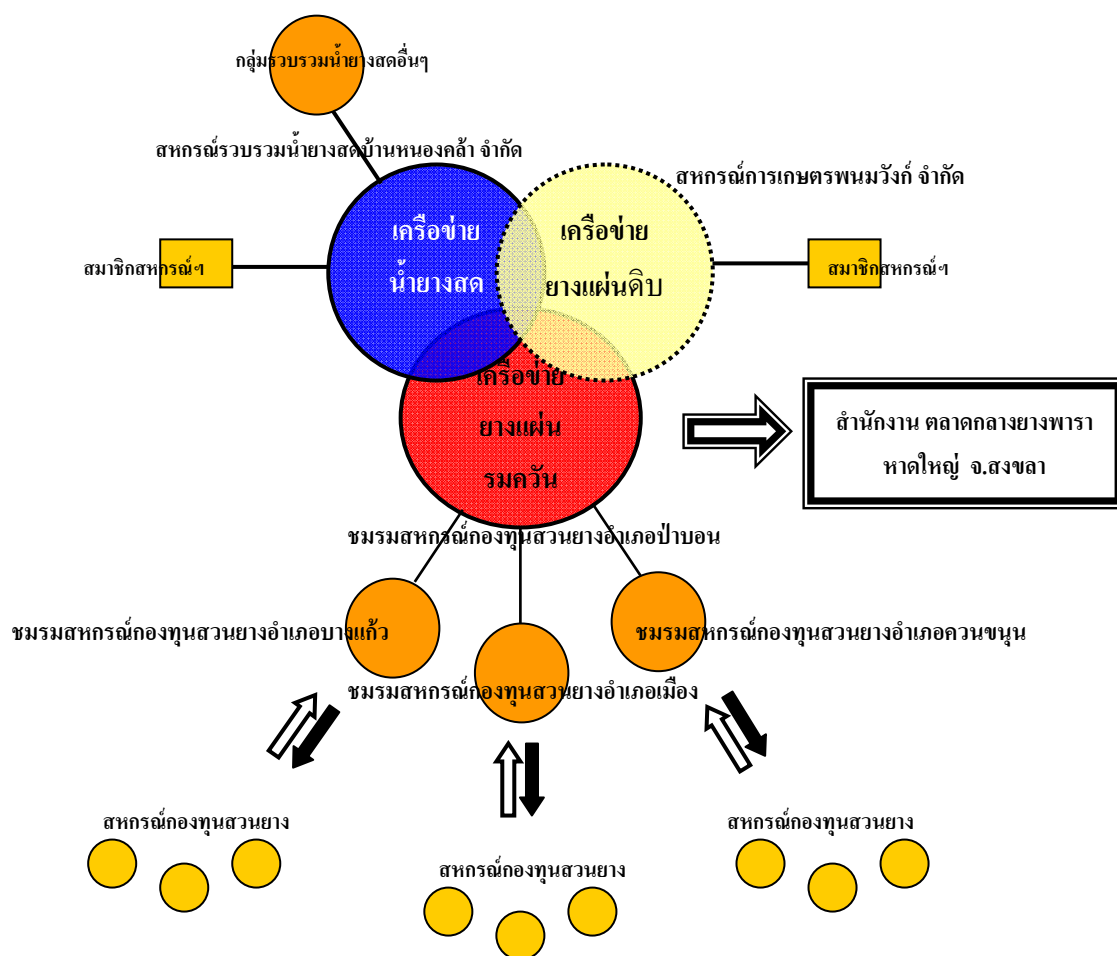 กลุ่มรวบรวมน้ำยางสดอื่นๆ
สหกรณ์รวบรวมน้ำยางสดบ้านหนองคล้า จำกัด
สหกรณ์การเกษตรพนมวังก์ จำกัด
เครือข่าย
น้ำยางสด
เครือข่าย
ยางแผ่นดิบ
สมาชิกสหกรณ์ฯ
สมาชิกสหกรณ์ฯ
เครือข่าย
ยางแผ่น
รมควัน
สำนักงาน ตลาดกลางยางพารา
หาดใหญ่ จ.สงขลา
ชมรมสหกรณ์กองทุนสวนยางอำเภอป่าบอน
ชมรมสหกรณ์กองทุนสวนยางอำเภอบางแก้ว
ชมรมสหกรณ์กองทุนสวนยางอำเภอควนขนุน
ชมรมสหกรณ์กองทุนสวนยางอำเภอเมือง
สหกรณ์กองทุนสวนยาง
สหกรณ์กองทุนสวนยาง
สหกรณ์กองทุนสวนยาง